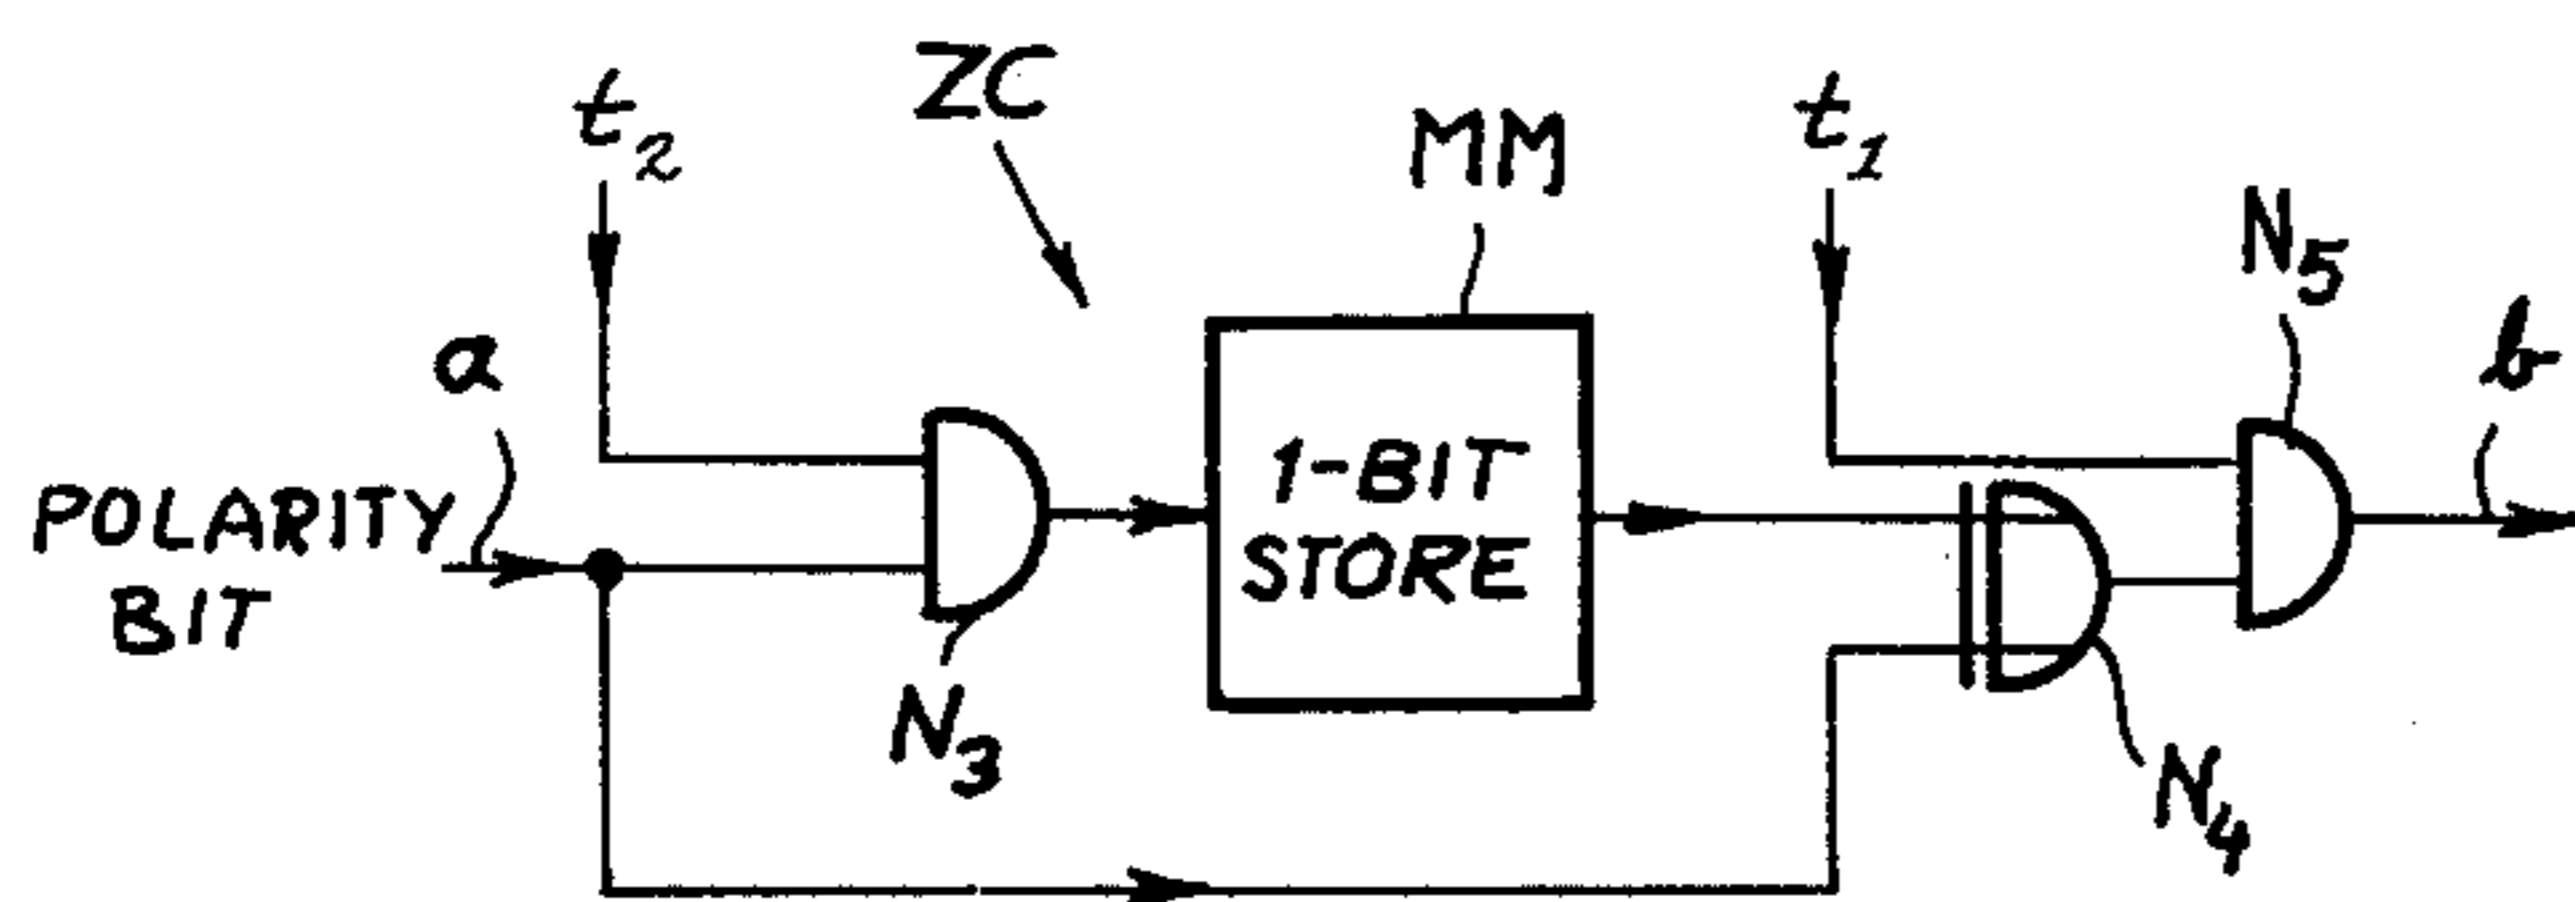 t₂
ZC
MM
t₁
N₅
a
b
POLARITY
BIT
1-BIT
STORE
N₃
N₄